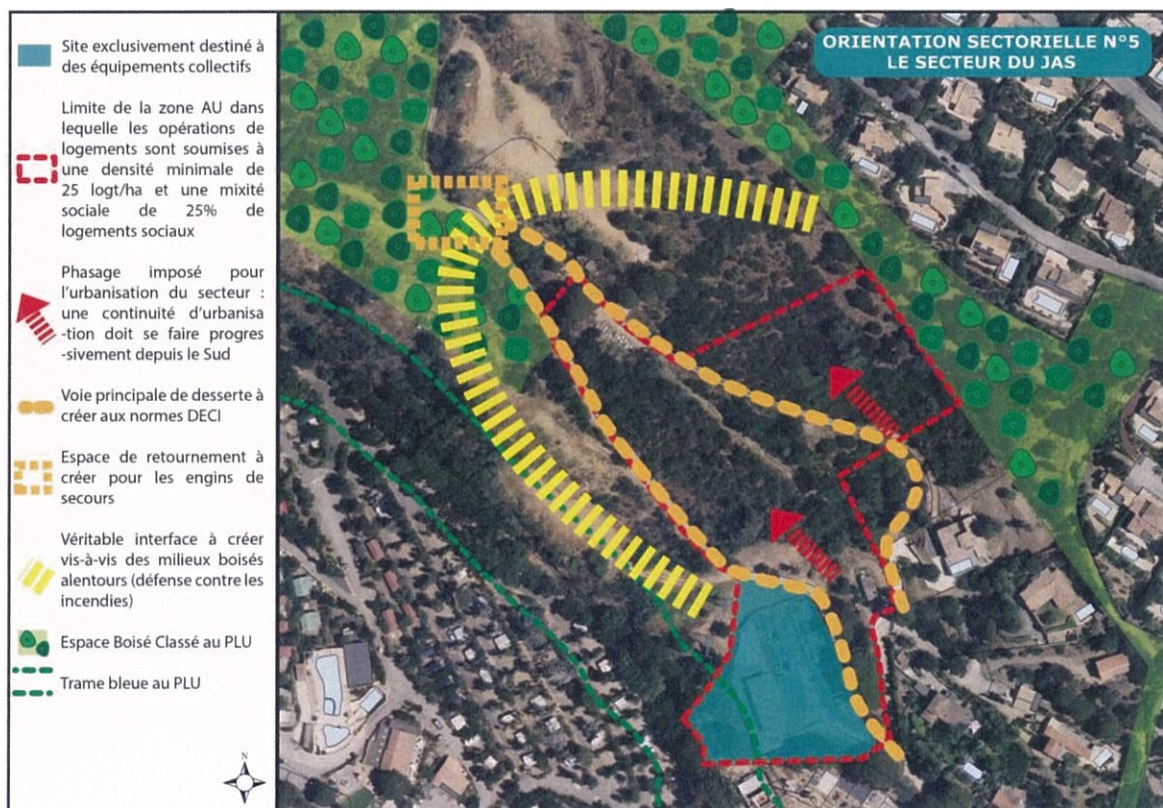 ORIENTATION SECTORIELLE N°5
LE SECTEUR DU JAS
Site exclusivement destiné à
des équipements collectifs
Limite de la zone AU dans
lequelle les opérations de
logements sont soumises à
une densité minimale de
25 logt/ha et une mixité
sociale de 25% de
logements sociaux
Phasage imposé pour
l'urbanisation du secteur :
une continuité d'urbanisa
-tion doit se faire progres
-sivement depuis le Sud
Voie principale de desserte à
créer aux normes DECI
Espace de retournement à
créer pour les engins de
secours
Véritable interface à créer
vis-à-vis des milieux boisés
alentours (défense contre les
incendies)
Espace Boisé Classé au PLU
Trame bleue au PLU
N